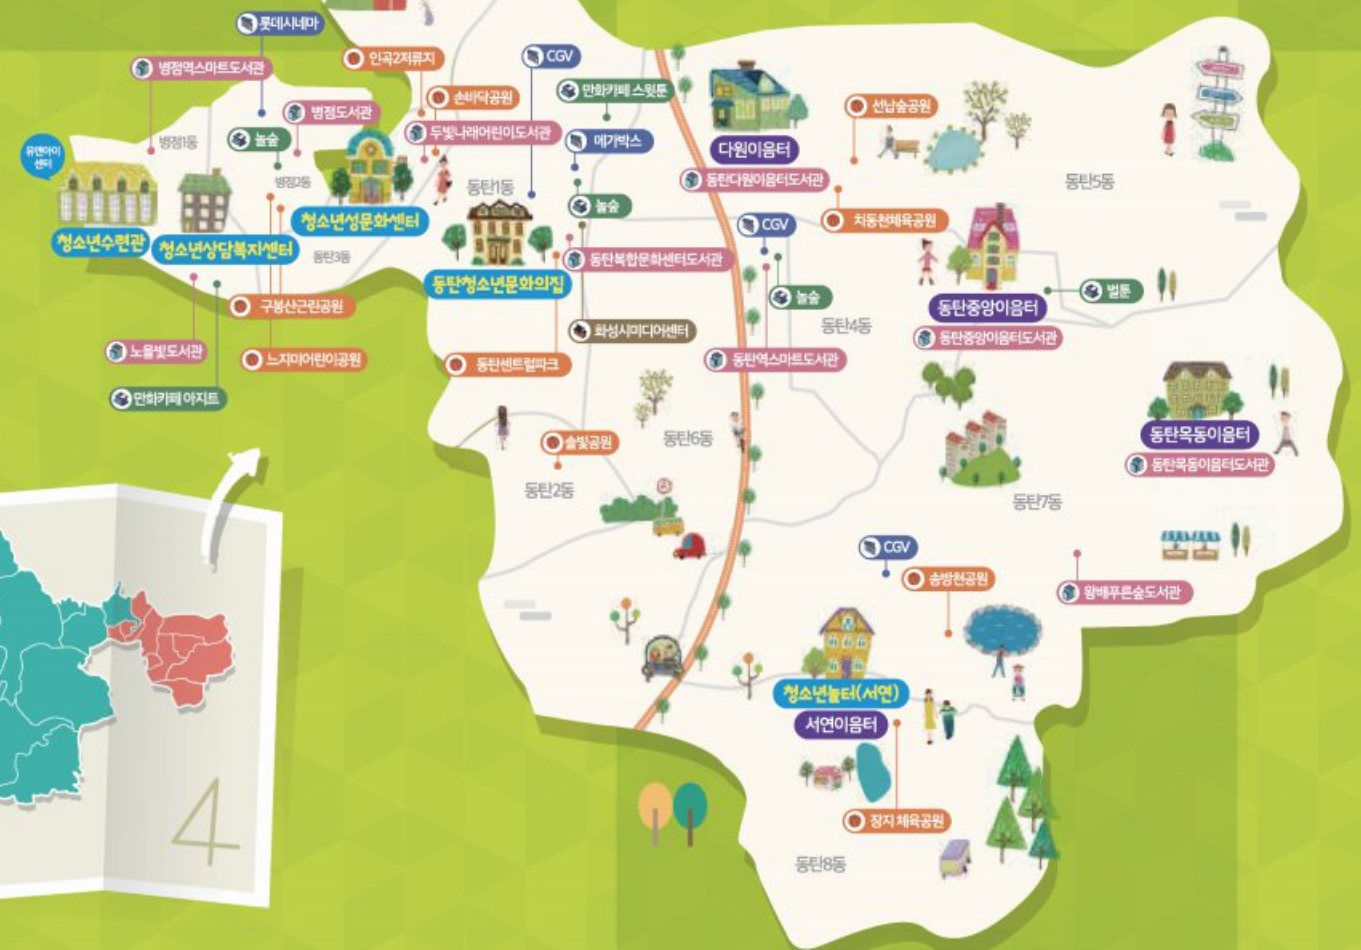 롯데시네마
인곡2저류지
CGV
병점역스마트도서관
손바닥공원
만화카페 스윗툰
선납숲공원
병점도서관
두빛나래어린이도서관
메가박스
다원이음터
유앤아이
센터
병점1동
놀숲
동탄다원이음터도서관
동탄5동
병점2동
동탄1동
놀숲
치동천체육공원
청소년성문화센터
CGV
청소년수련관
청소년상담복지센터
동탄3동
동탄복합문화센터도서관
동탄청소년문화의집
놀숲
벌툰
구봉산근린공원
동탄중앙이음터
화성시미디어센터
동탄4동
동탄중앙이음터도서관
노을빛도서관
느지미어린이공원
동탄센트럴파크
동탄역스마트도서관
만화카페 아지트
솔빛공원
동탄6동
동탄목동이음터
동탄목동이음터도서관
동탄2동
동탄7동
CGV
송방천공원
왕배푸른숲도서관
청소년놀터(서연)
서연이음터
장지 체육공원
4
동탄8동